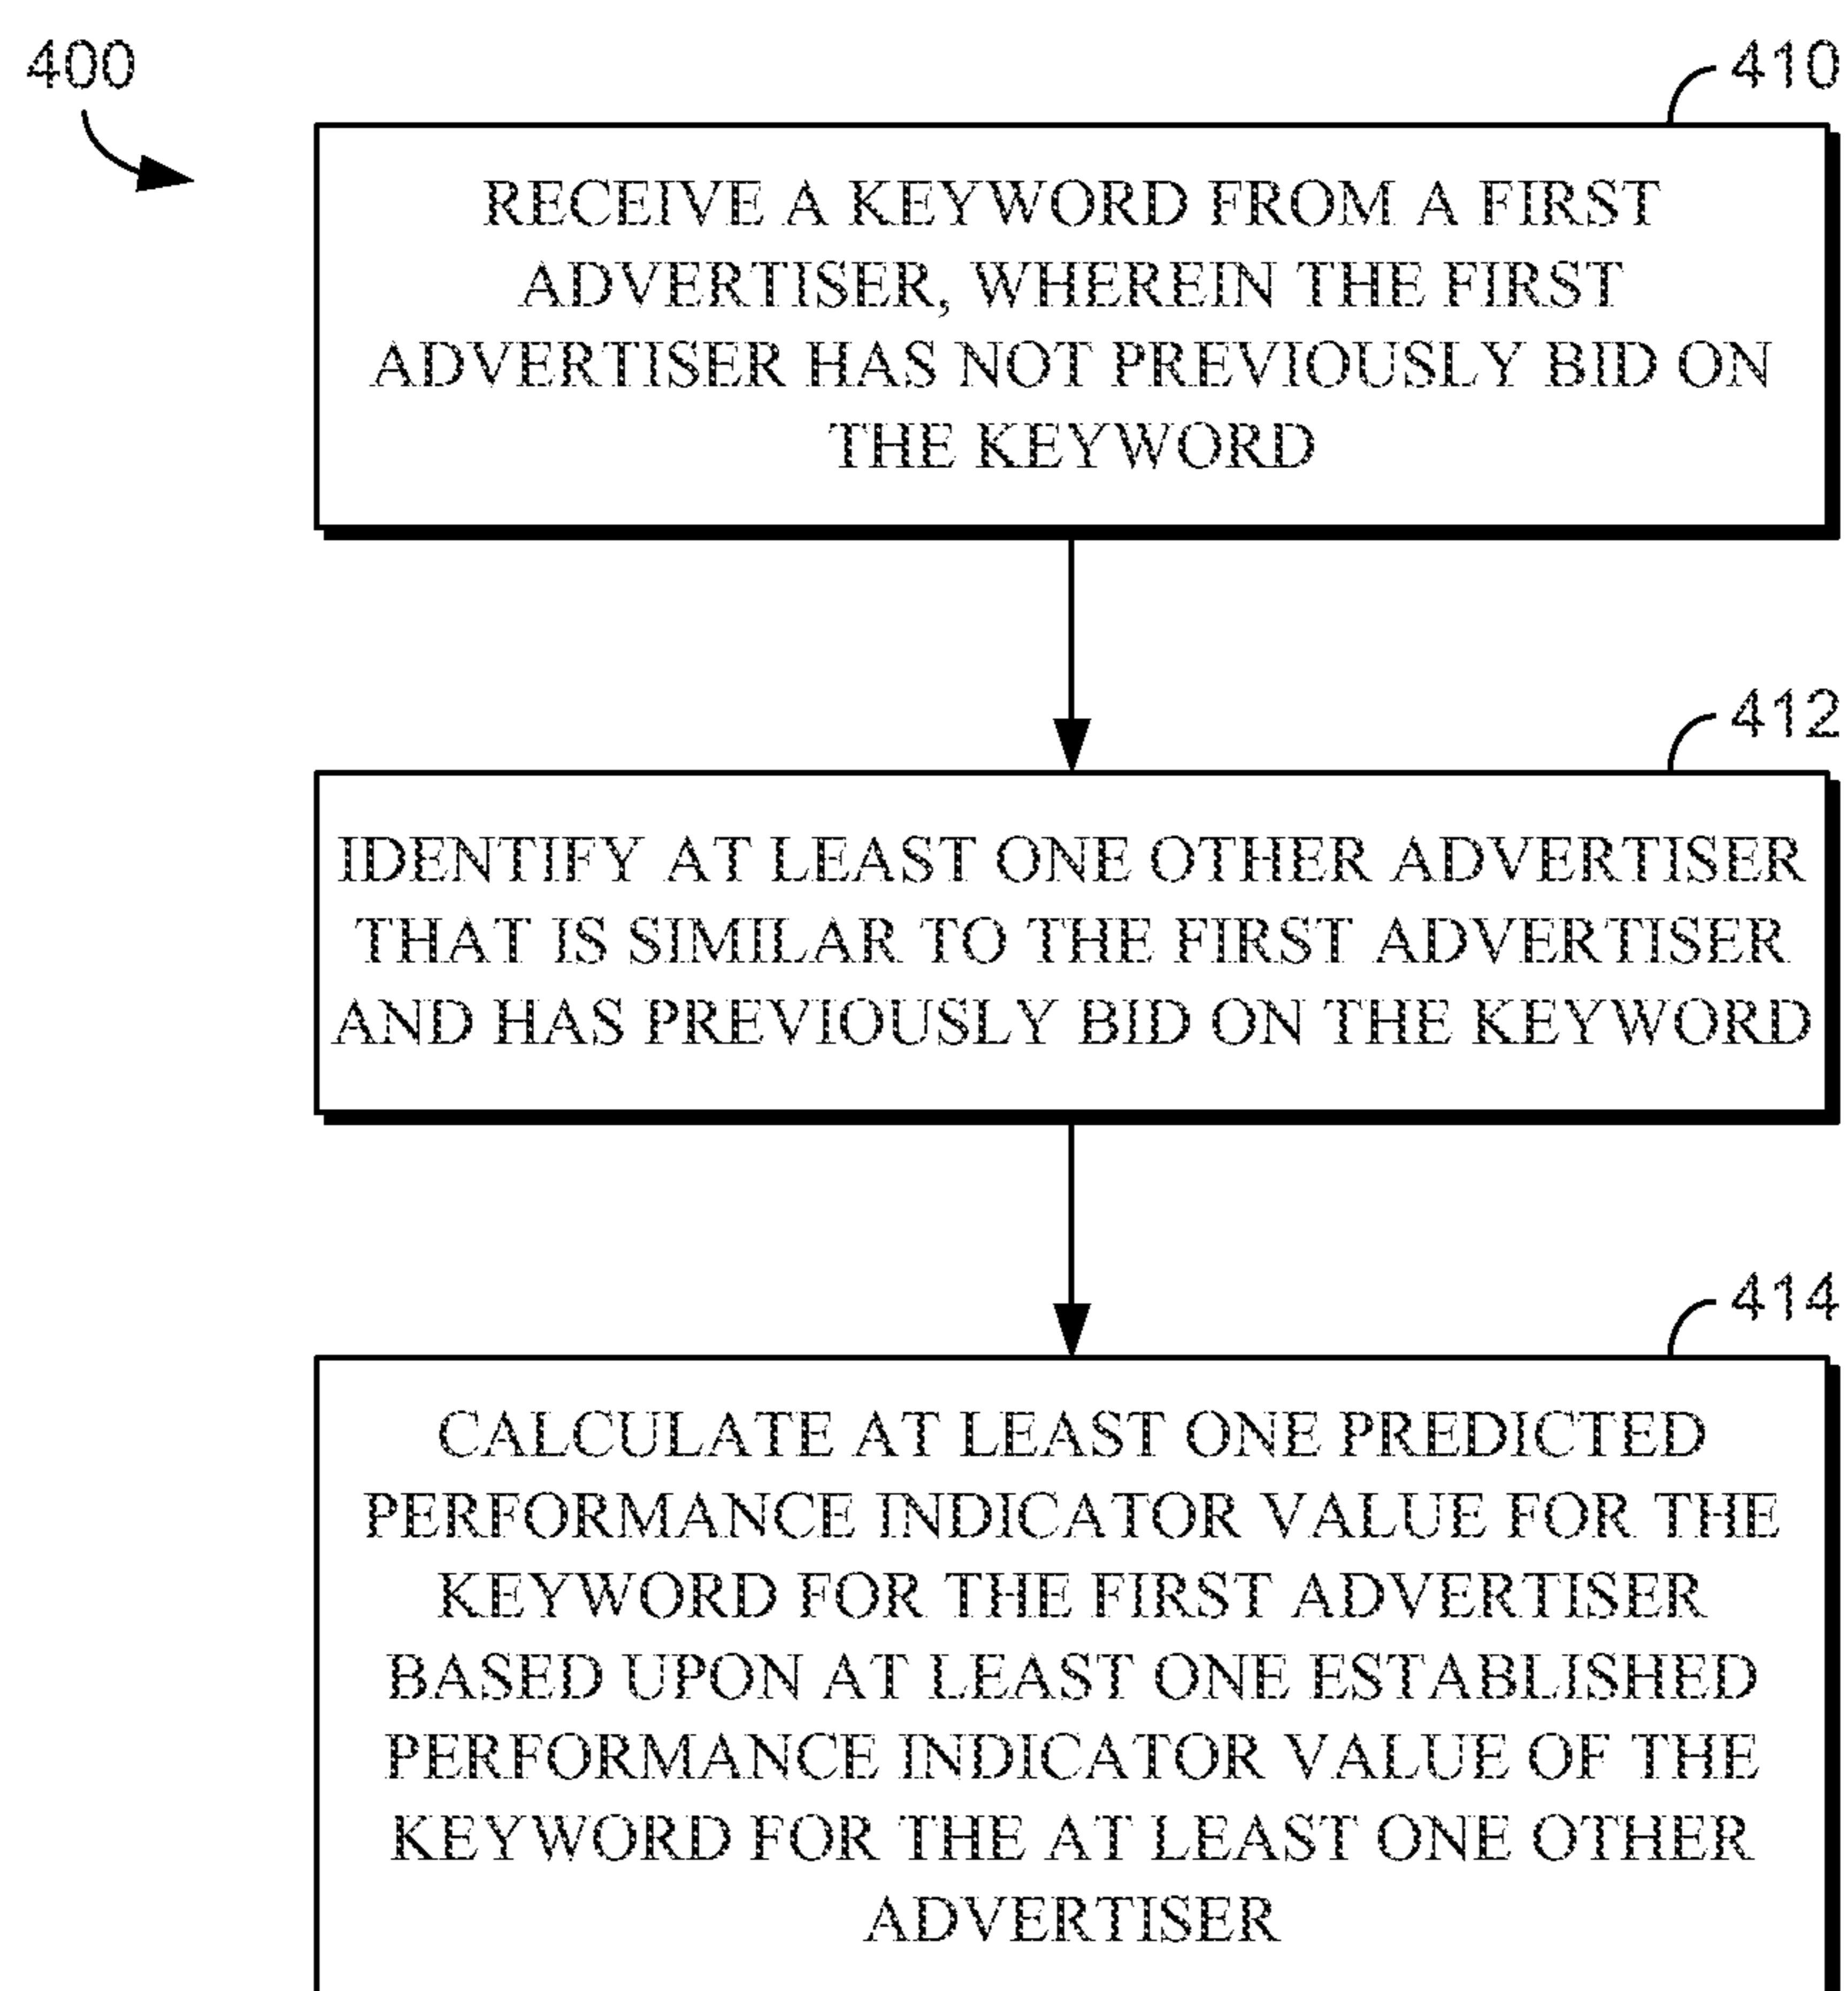 400
410
RECEIVE A KEYWORD FROM A FIRST
ADVERTISER, WHEREIN THE FIRST
ADVERTISER HAS NOT PREVIOUSLY BID ON
THE KEYWORD
412
IDENTIFY AT LEAST ONE OTHER ADVERTISER
THAT IS SIMILAR TO THE FIRST ADVERTISER
AND HAS PREVIOUSLY BID ON THE KEYWORD
414
CALCULATE AT LEAST ONE PREDICTED
PERFORMANCE INDICATOR VALUE FOR THE
KEYWORD FOR THE FIRST ADVERTISER
BASED UPON AT LEAST ONE ESTABLISHED
PERFORMANCE INDICATOR VALUE OF THE
KEYWORD FOR THE AT LEAST ONE OTHER
ADVERTISER